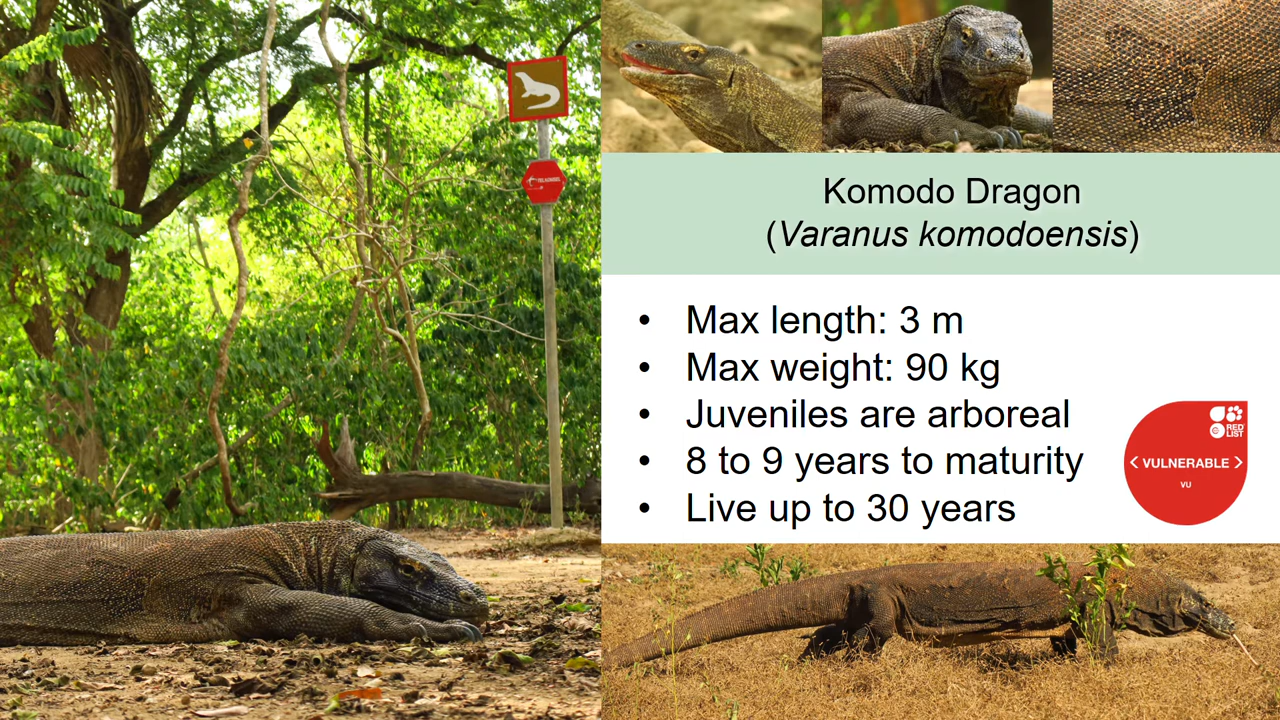 Komodo Dragon
(Varanus komodoensis)
• Max length: 3 m
• Max weight: 90 kg
• Juveniles are arboreal
• 8 to 9 years to maturity
• Live up to 30 years
RED
LIST
< VULNERABLE >
VU